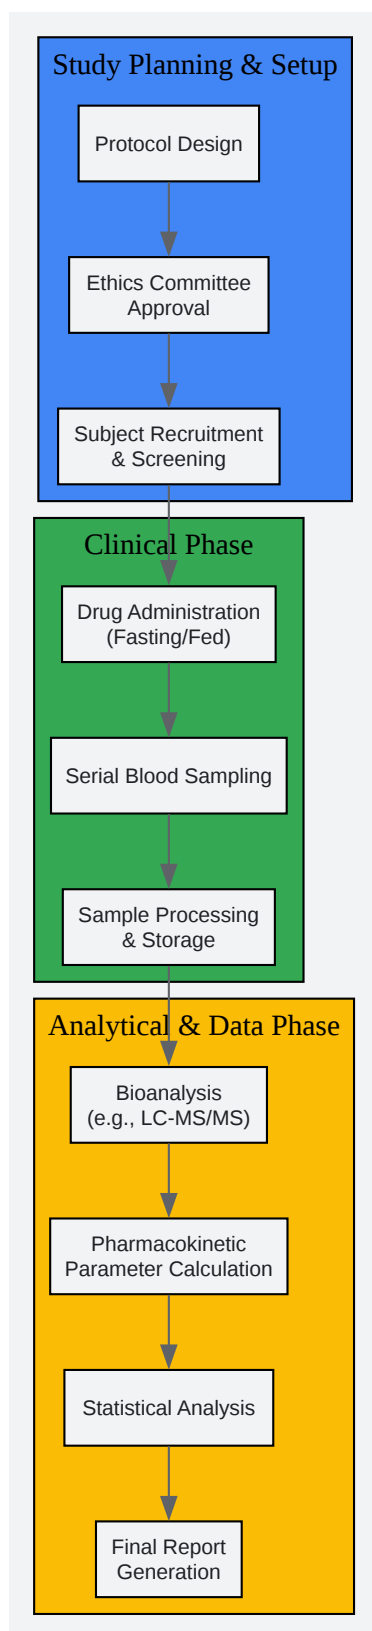 Study Planning & Setup
Protocol Design
Ethics Committee
Approval
Subject Recruitment
& Screening
Clinical Phase
Drug Administration
(Fasting/Fed)
Serial Blood Sampling
Sample Processing
& Storage
Analytical & Data Phase
Bioanalysis
(e.g., LC-MS/MS)
Pharmacokinetic
Parameter Calculation
Statistical Analysis
Final Report
Generation